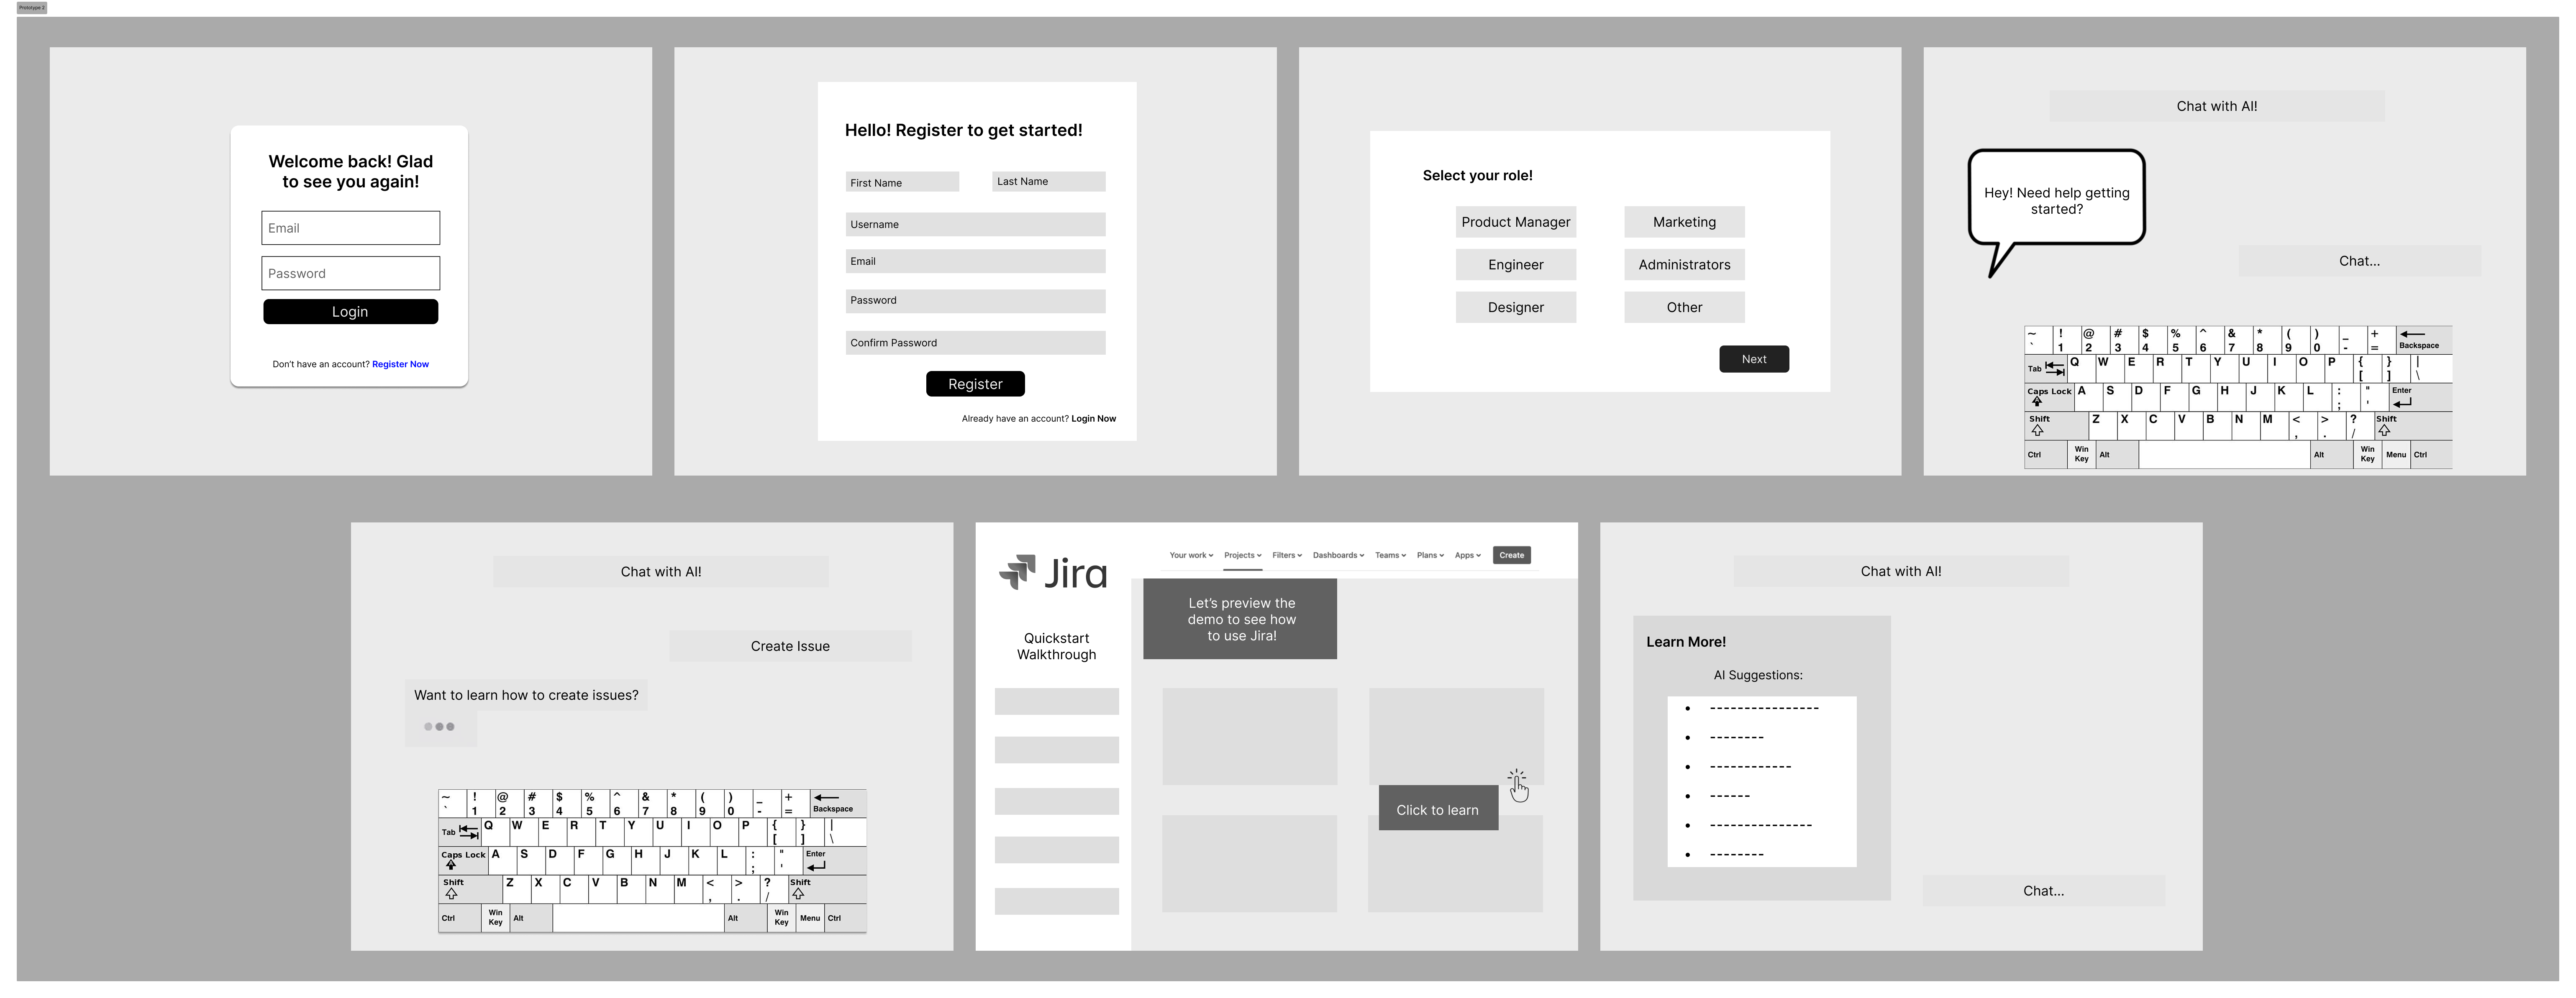 Prototype 2
Welcome back! Glad
to see you again!
Email
Password
Login
Don't have an account? Register Now
Hello! Register to get started!
First Name
Last Name
Username
Email
Password
Confirm Password
Register
Already have an account? Login Now
Select your role!
Product Manager
Marketing
Engineer
Administrators
Designer
Other
Next
Chat with AI!
Hey! Need help getting
started?
Chat...
~ ! @ # $ % ^ & * ( ) _ +
` 1 2 3 4 5 6 7 8 9 0 - = Backspace
Tab Q W E R T Y U I O P { } |
[ ] \
Caps Lock A S D F G H J K L : " Enter
; '
Shift Z X C V B N M < > ? Shift
, . /
Ctrl Win Key Alt Alt Win Key Menu Ctrl
Chat with AI!
Create Issue
Want to learn how to create issues?
~ ! @ # $ % ^ & * ( ) _ +
` 1 2 3 4 5 6 7 8 9 0 - = Backspace
Tab Q W E R T Y U I O P { } |
[ ] \
Caps Lock A S D F G H J K L : " Enter
; '
Shift Z X C V B N M < > ? Shift
, . /
Ctrl Win Key Alt Alt Win Key Menu Ctrl
Jira
Your work Projects Filters Dashboards Teams Plans Apps Create
Quickstart
Walkthrough
Let's preview the
demo to see how
to use Jira!
Click to learn
Chat with AI!
Learn More!
AI Suggestions:
• ----------------
• --------
• ------------
• ------
• ---------------
• --------
Chat...